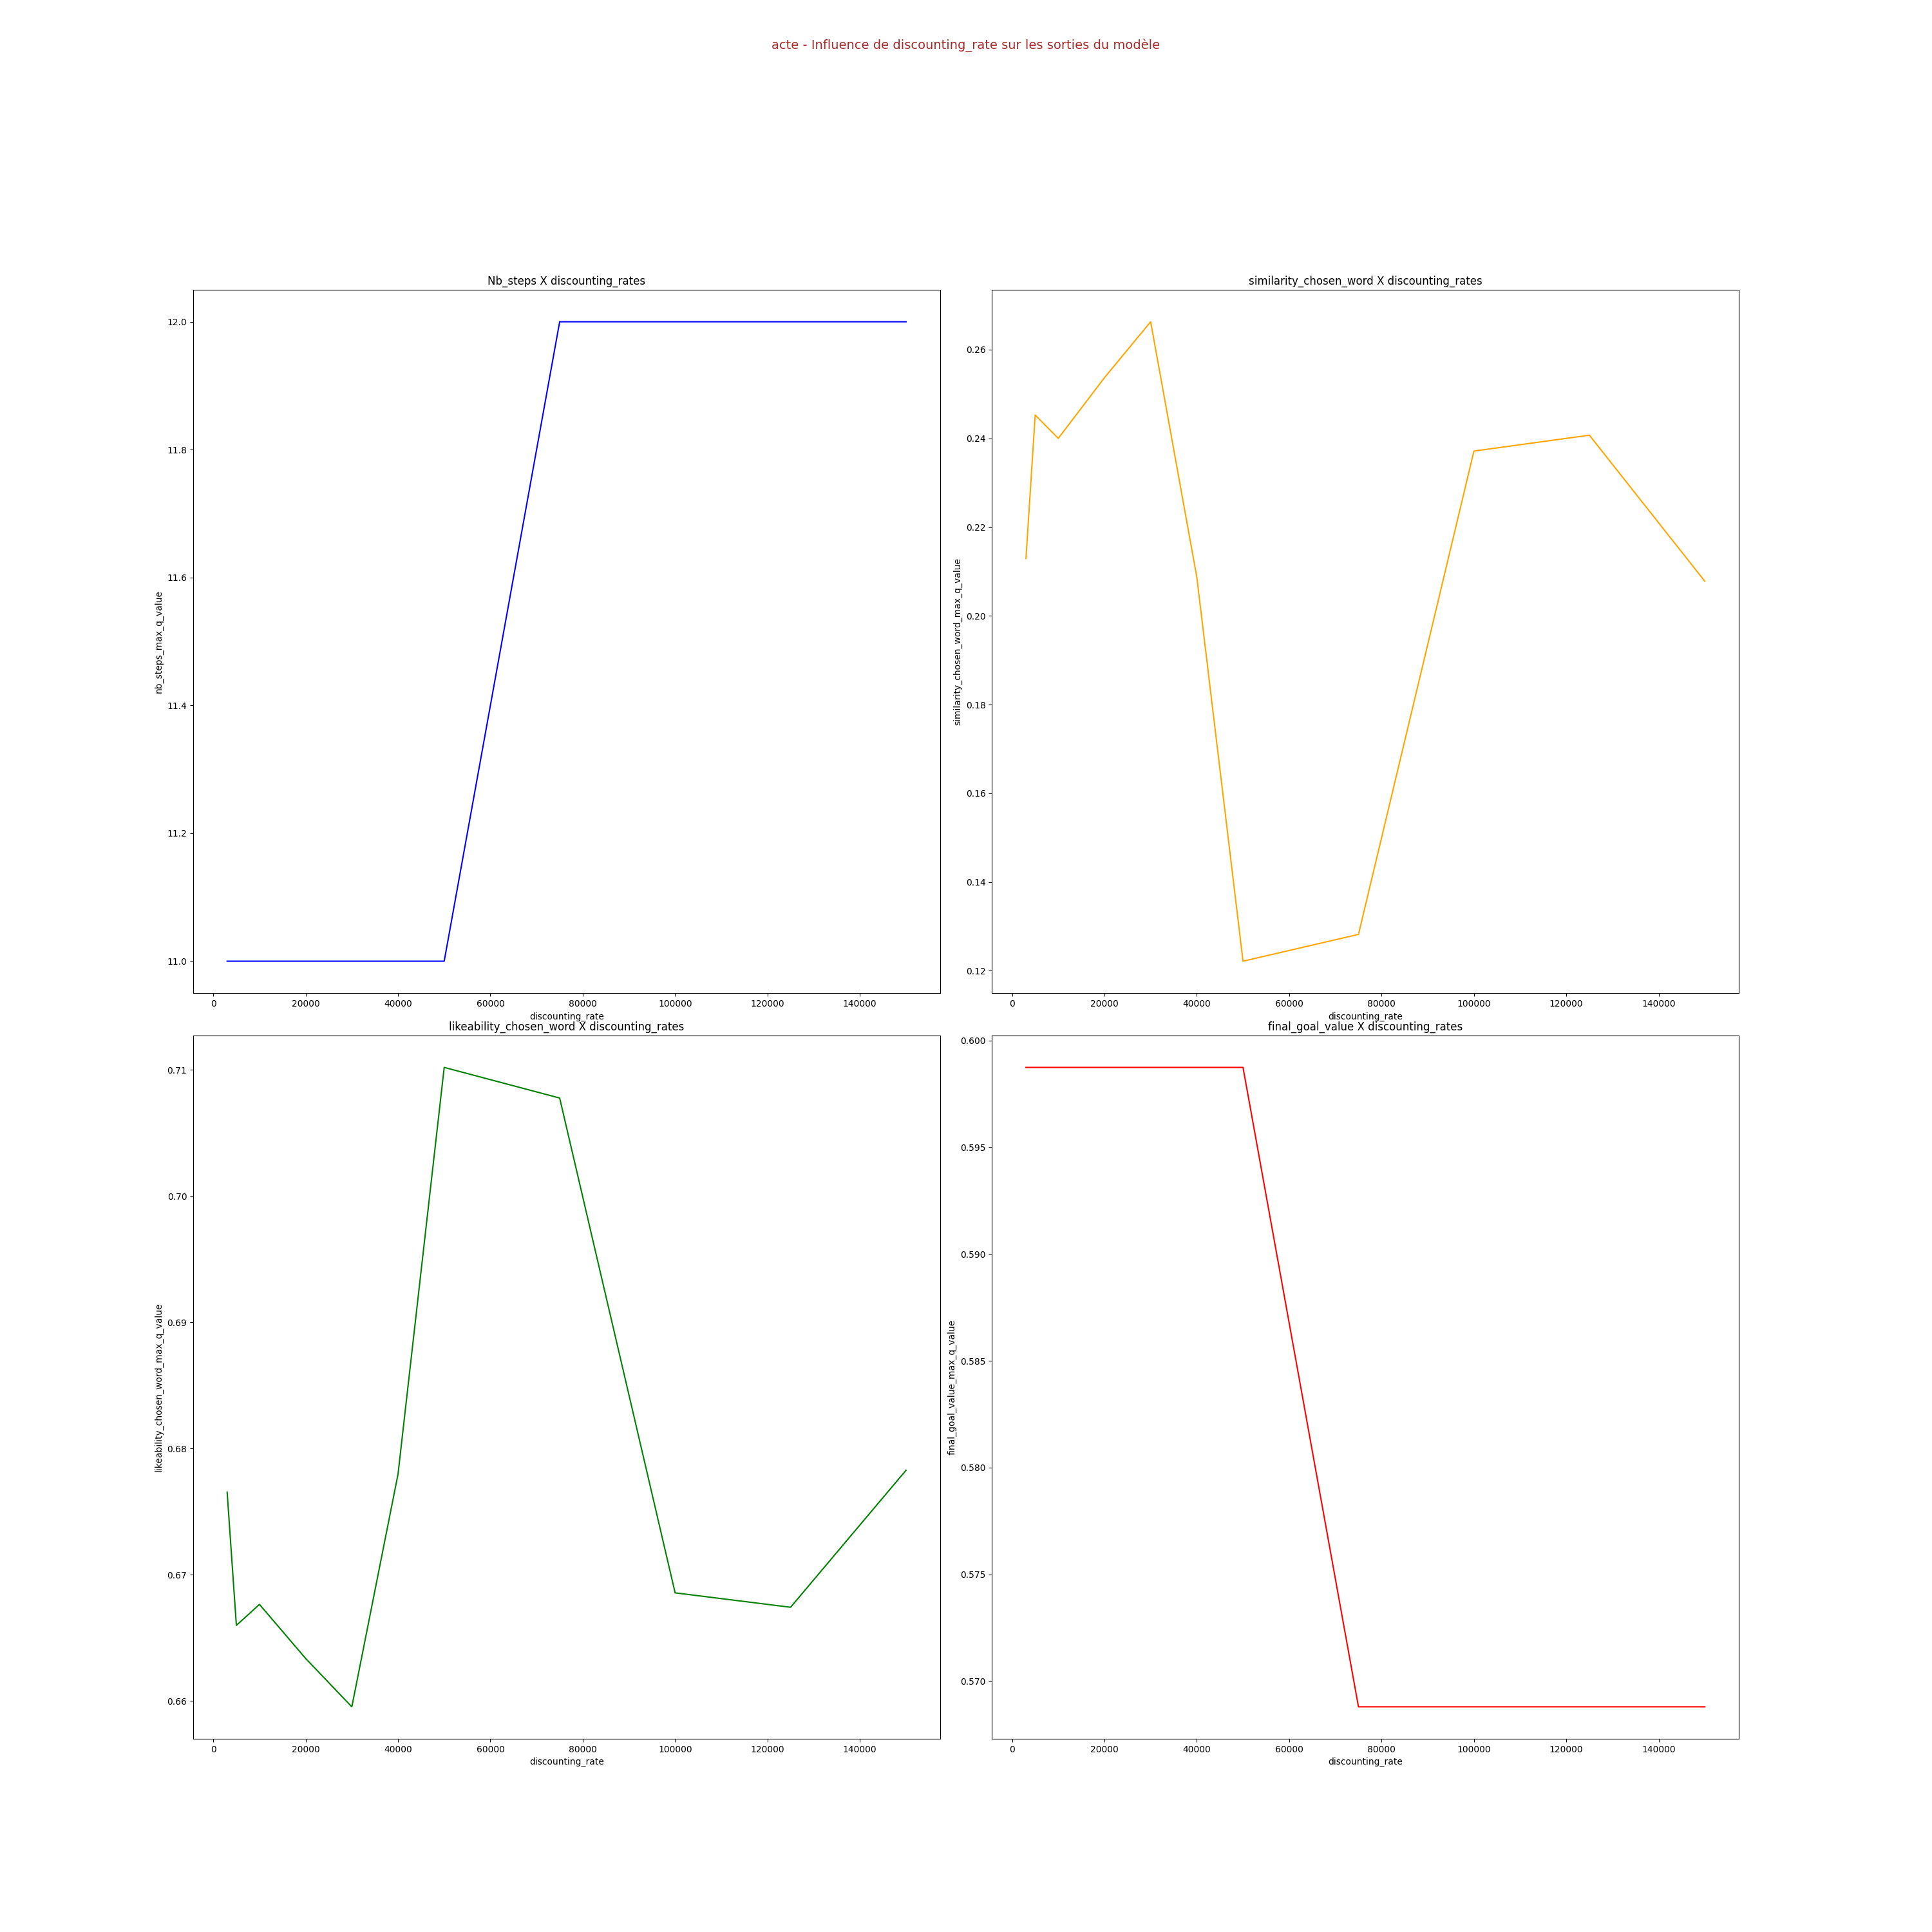 acte - Influence de discounting_rate sur les sorties du modèle
Nb_steps X discounting_rates
12.0
11.8
11.6
11.4
11.2
11.0
nb_steps_max_q_value
0 20000 40000 60000 80000 100000 120000 140000
discounting_rate
similarity_chosen_word X discounting_rates
0.26
0.24
0.22
0.20
0.18
0.16
0.14
0.12
similarity_chosen_word_max_q_value
0 20000 40000 60000 80000 100000 120000 140000
discounting_rate
likeability_chosen_word X discounting_rates
0.71
0.70
0.69
0.68
0.67
0.66
likeability_chosen_word_max_q_value
0 20000 40000 60000 80000 100000 120000 140000
discounting_rate
final_goal_value X discounting_rates
0.600
0.595
0.590
0.585
0.580
0.575
0.570
final_goal_value_max_q_value
0 20000 40000 60000 80000 100000 120000 140000
discounting_rate